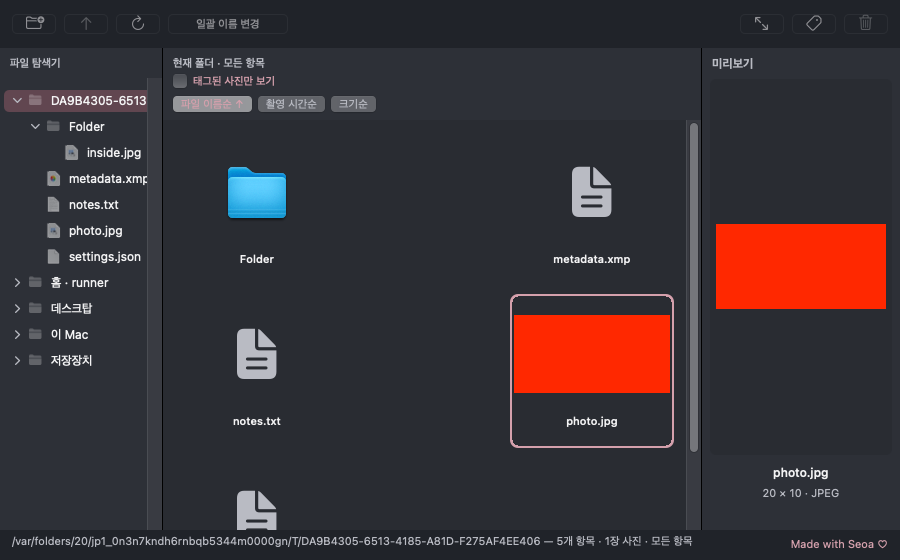 일괄 이름 변경
파일 탐색기
DA9B4305-6513
Folder
inside.jpg
metadata.xmp
notes.txt
photo.jpg
settings.json
홈 · runner
데스크탑
이 Mac
저장장치
현재 폴더 · 모든 항목
태그된 사진만 보기
파일 이름순 ↑
촬영 시간순
크기순
Folder
metadata.xmp
notes.txt
photo.jpg
미리보기
photo.jpg
20 × 10 · JPEG
/var/folders/20/jp1_0n3n7kndh6rnbqb5344m0000gn/T/DA9B4305-6513-4185-A81D-F275AF4EE406 — 5개 항목 · 1장 사진 · 모든 항목
Made with Seoa ♡